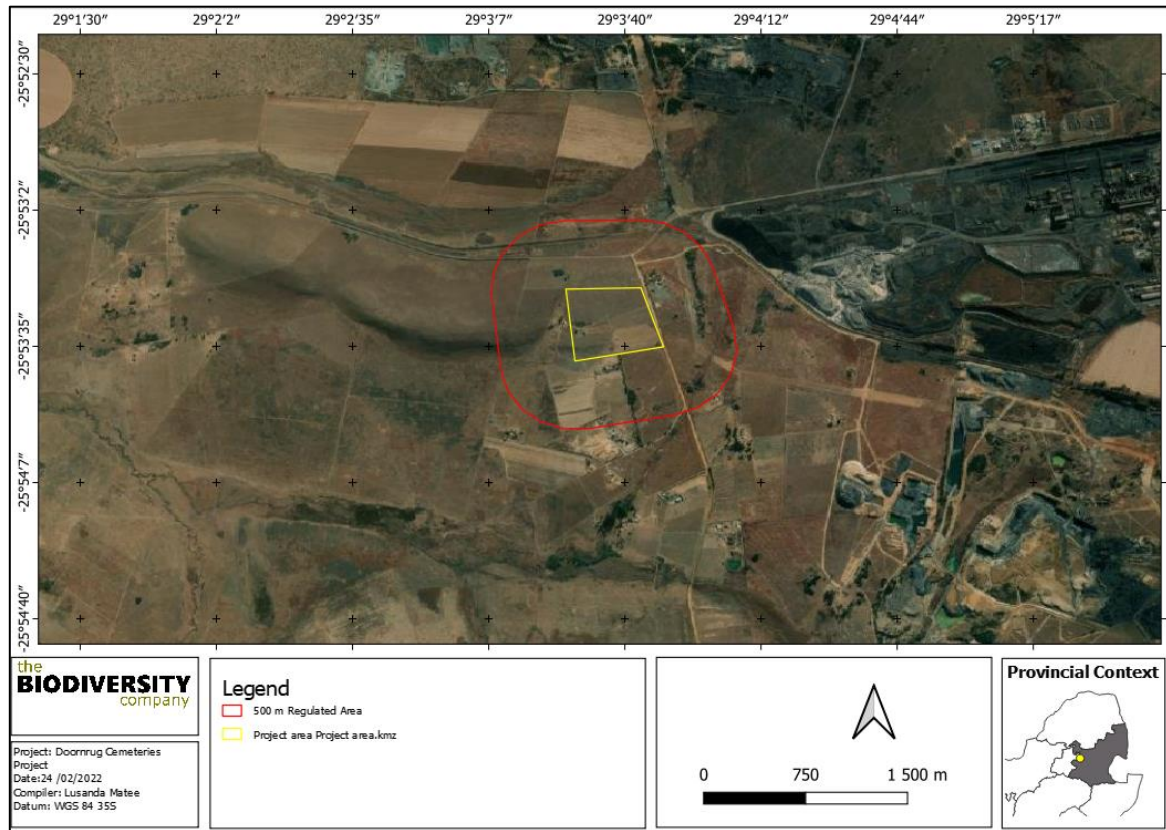 29°1'30" 29°2'2" 29°2'35" 29°3'7" 29°3'40" 29°4'12" 29°4'44" 29°5'17"
-25°52'30"
-25°53'2"
-25°53'35"
-25°54'7"
-25°54'40"
the
BIODIVERSITY
company
Project: Doornrug Cemeteries
Project
Date:24 /02/2022
Compiler: Lusanda Matee
Datum: WGS 84 35S
Legend
500 m Regulated Area
Project area Project area.kmz
0 750 1 500 m
Provincial Context